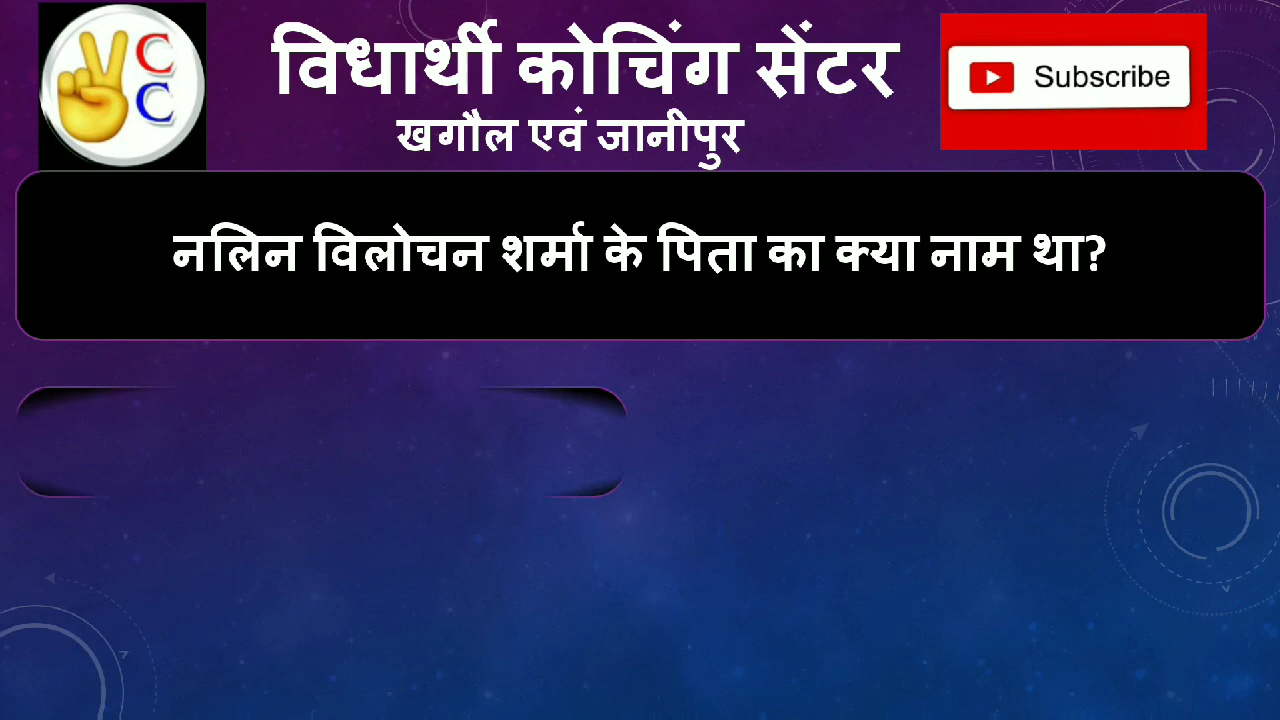 C
C
विधार्थी कोचिंग सेंटर
खगौल एवं जानीपुर
Subscribe
नलिन विलोचन शर्मा के पिता का क्या नाम था?